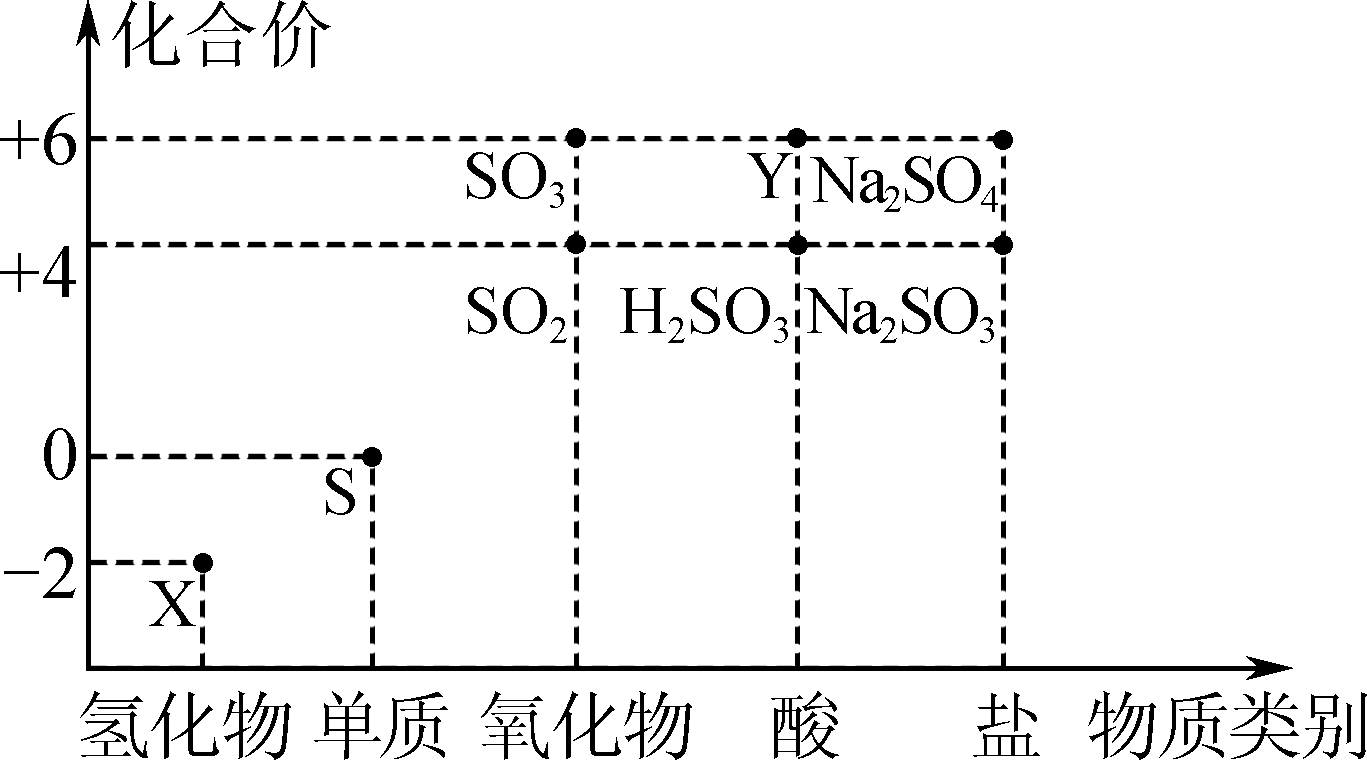 化合价
+6
SO₃ Y Na₂SO₄
+4
SO₂ H₂SO₃ Na₂SO₃
0
S
−2
X
氢化物 单质 氧化物 酸 盐 物质类别